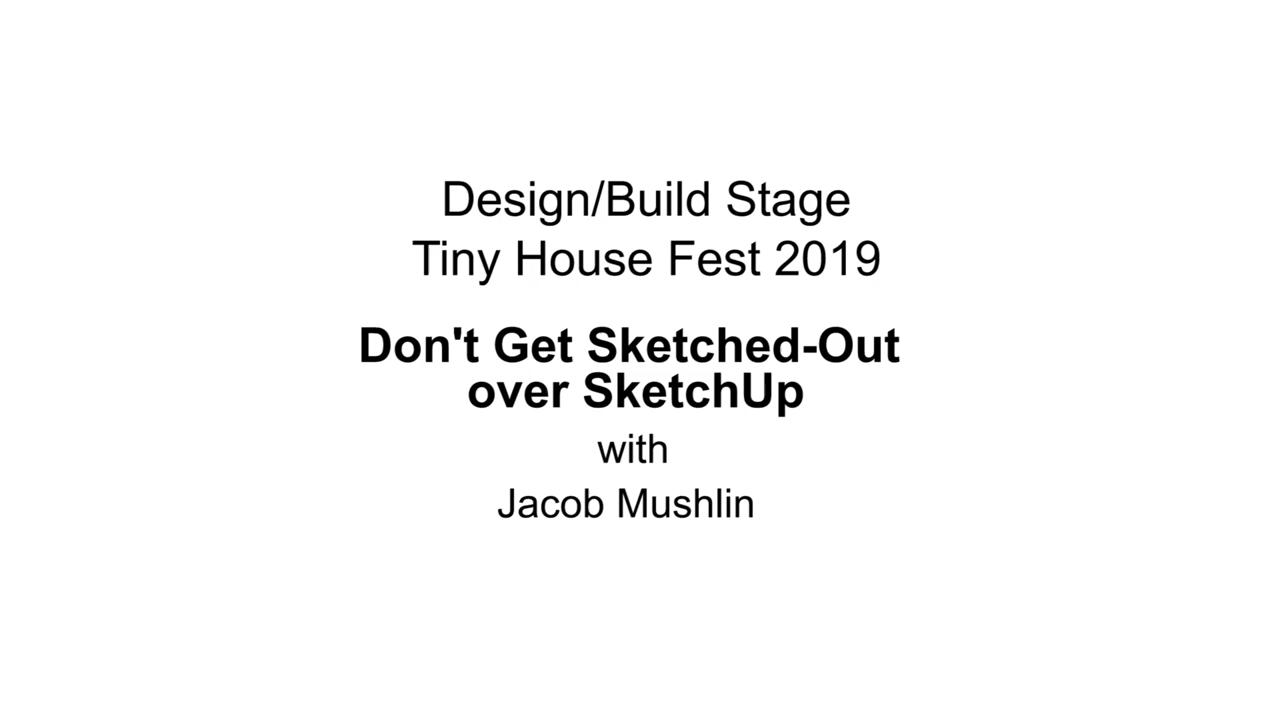 Design/Build Stage
Tiny House Fest 2019
Don't Get Sketched-Out
over SketchUp
with
Jacob Mushlin